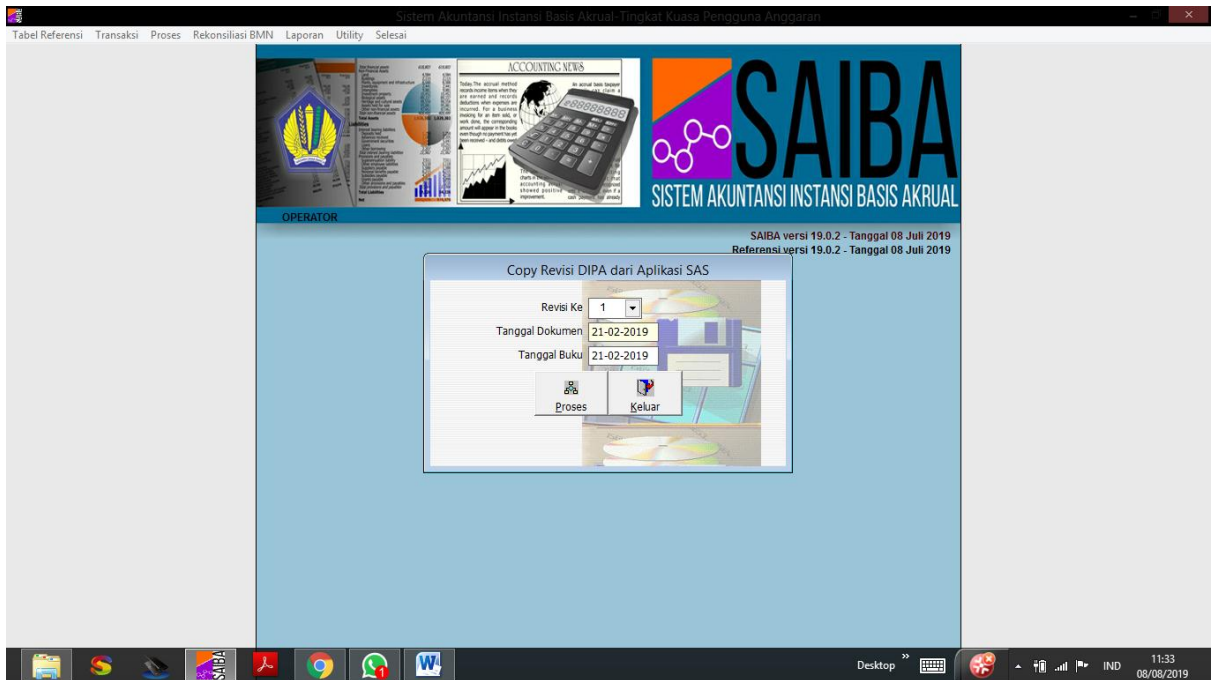 Sistem Akuntansi Instansi Basis Akrual-Tingkat Kuasa Pengguna Anggaran
Tabel Referensi Transaksi Proses Rekonsiliasi BMN Laporan Utility Selesai
ACCOUNTING NEWS
SAIBA
SISTEM AKUNTANSI INSTANSI BASIS AKRUAL
OPERATOR
SAIBA versi 19.0.2 - Tanggal 08 Juli 2019
Referensi versi 19.0.2 - Tanggal 08 Juli 2019
Copy Revisi DIPA dari Aplikasi SAS
Revisi Ke 1
Tanggal Dokumen 21-02-2019
Tanggal Buku 21-02-2019
Proses Keluar
SAIBA
Desktop
IND
11:33
08/08/2019